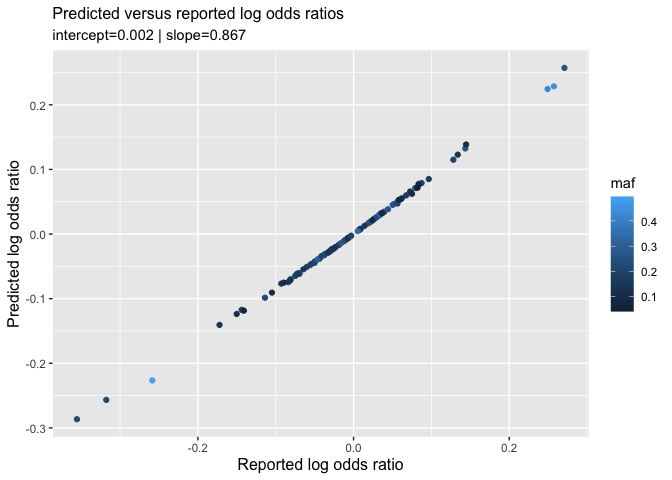 Predicted versus reported log odds ratios
intercept=0.002 | slope=0.867
Predicted log odds ratio
0.2
0.1
0.0
-0.1
-0.2
-0.3
-0.2
0.0
0.2
Reported log odds ratio
maf
0.4
0.3
0.2
0.1